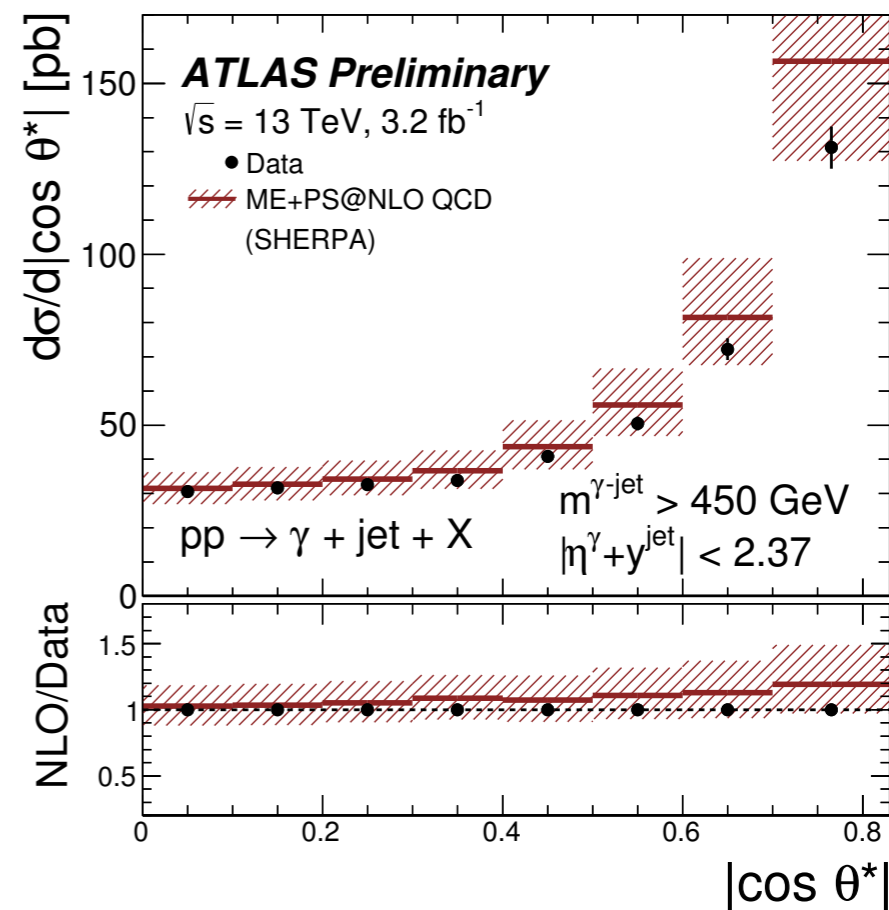 dσ/d|cos θ*| [pb]
150
100
50
0
ATLAS Preliminary
√s = 13 TeV, 3.2 fb⁻¹
Data
ME+PS@NLO QCD
(SHERPA)
pp → γ + jet + X
m^γ-jet > 450 GeV
|η^γ+y^jet| < 2.37
NLO/Data
1.5
1
0.5
0 0.2 0.4 0.6 0.8
|cos θ*|